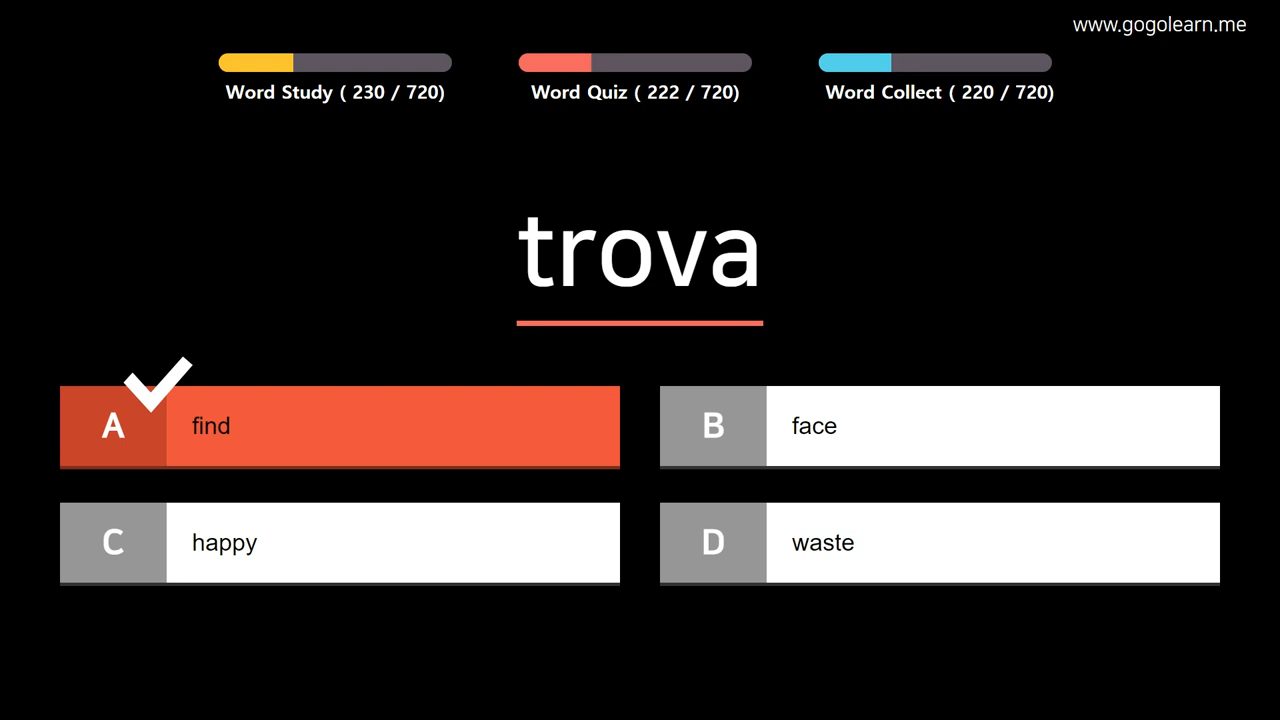 www.gogolearn.me
Word Study ( 230 / 720)
Word Quiz ( 222 / 720)
Word Collect ( 220 / 720)
trova
A find
B face
C happy
D waste